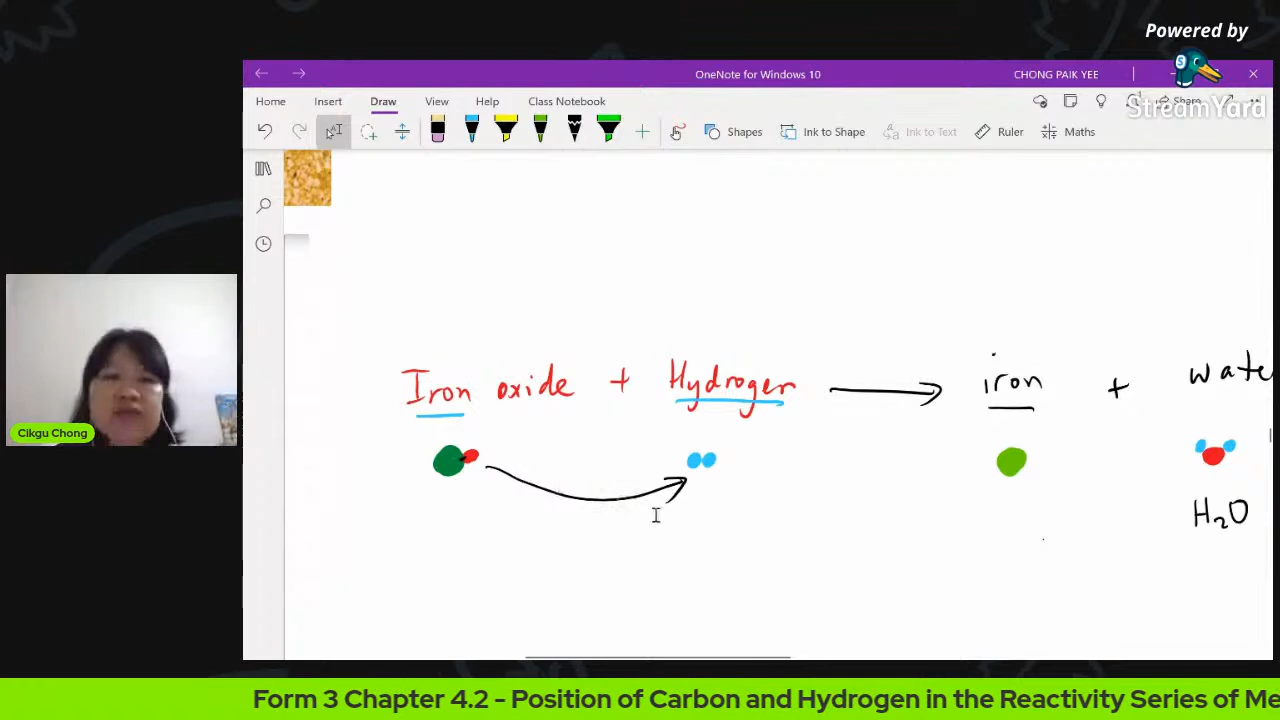 Powered by
StreamYard
OneNote for Windows 10
CHONG PAIK YEE
Home Insert Draw View Help Class Notebook Share
Shapes Ink to Shape Ink to Text Ruler Maths
Iron oxide + Hydrogen → iron + wate
H₂O
Cikgu Chong
Form 3 Chapter 4.2 - Position of Carbon and Hydrogen in the Reactivity Series of Me